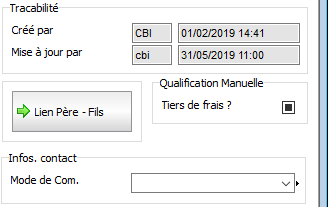 Tracabilité
Créé par CBI 01/02/2019 14:41
Mise à jour par cbi 31/05/2019 11:00
Qualification Manuelle
Lien Père - Fils
Tiers de frais ?
Infos. contact
Mode de Com.